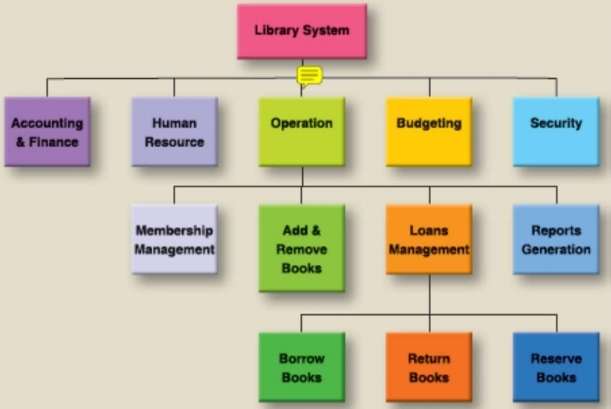 Library System
Accounting
& Finance
Human
Resource
Operation
Budgeting
Security
Membership
Management
Add &
Remove
Books
Loans
Management
Reports
Generation
Borrow
Books
Return
Books
Reserve
Books